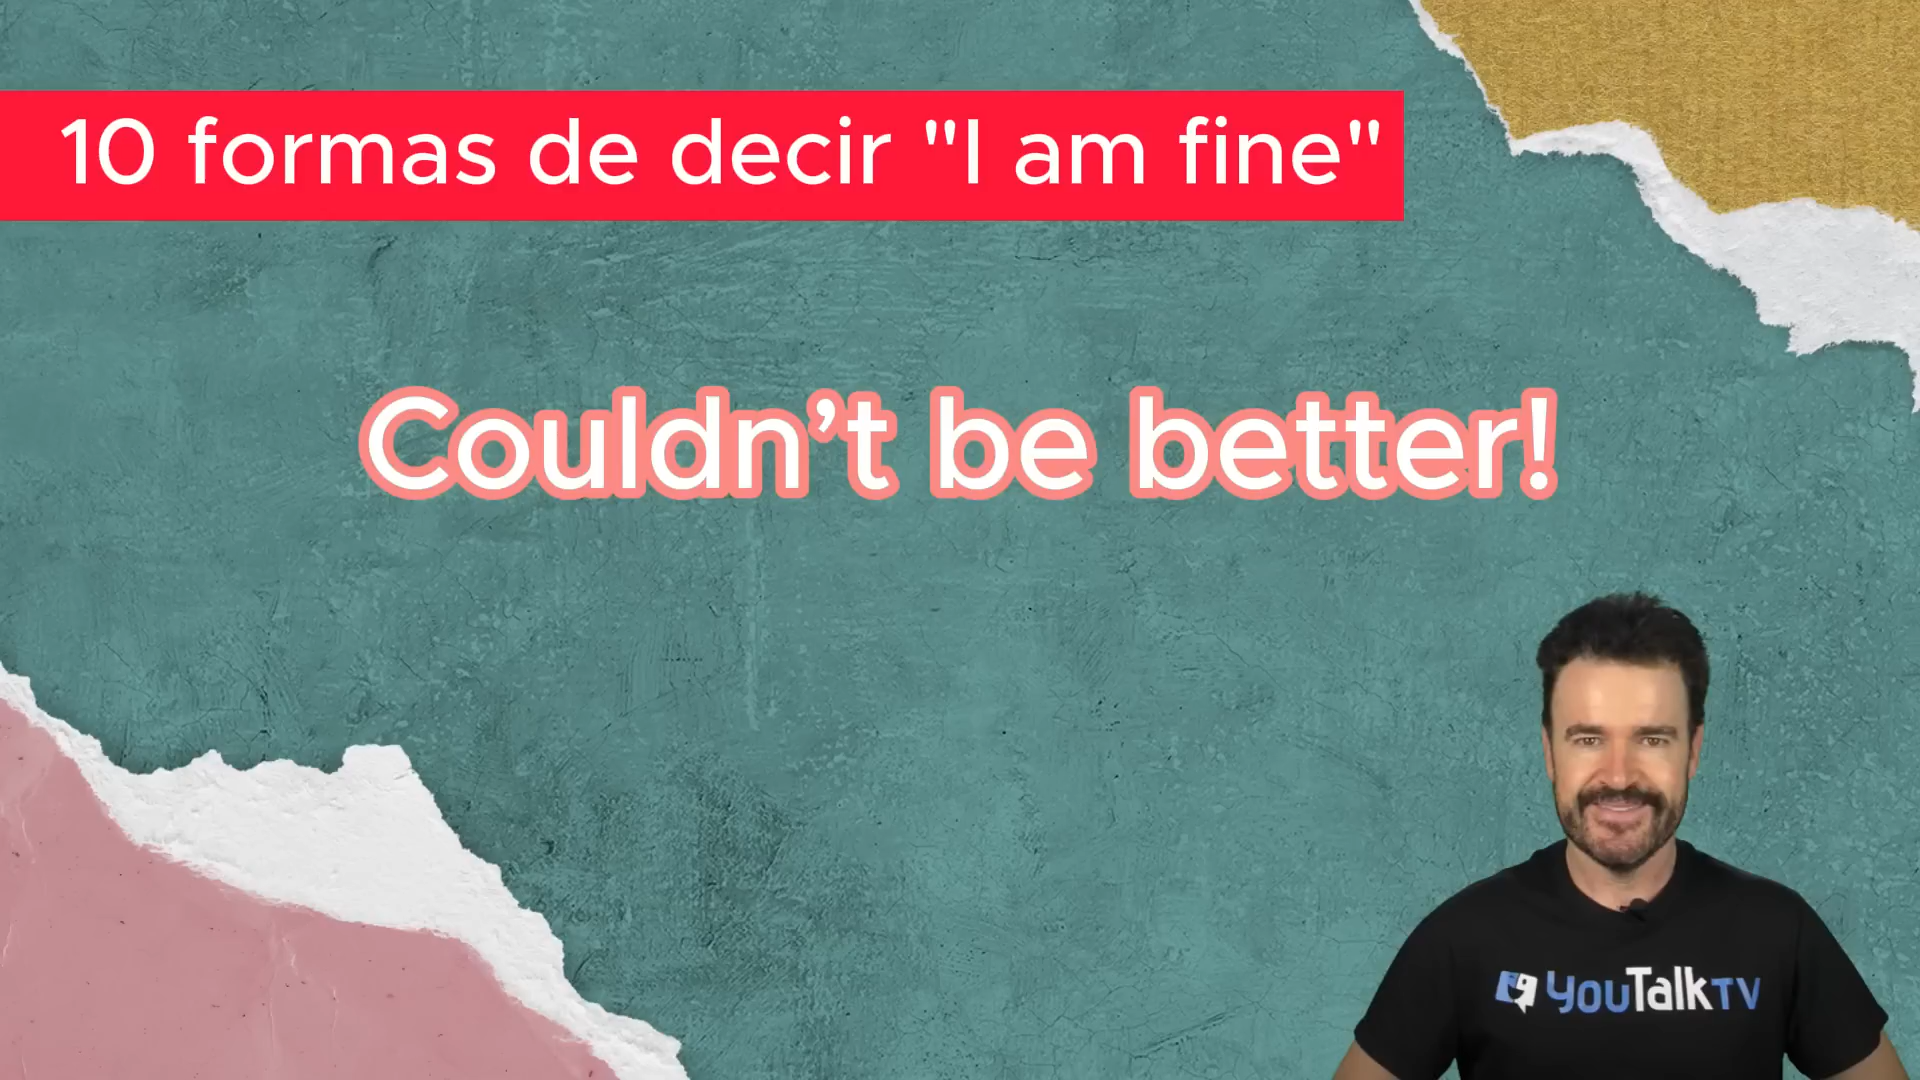 10 formas de decir "I am fine"
Couldn’t be better!
YouTalkTV